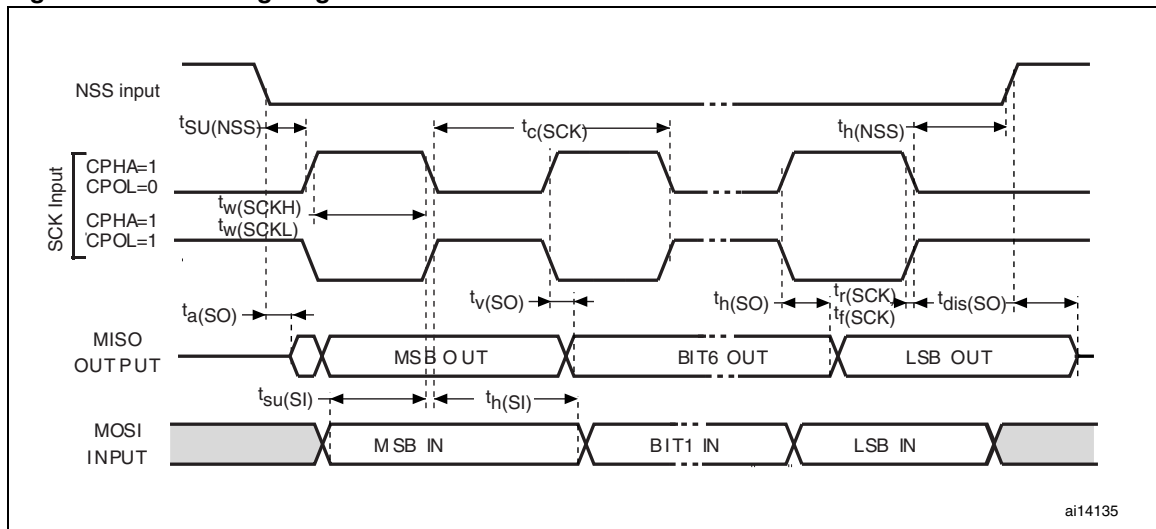 NSS input
tSU(NSS)
tc(SCK)
th(NSS)
SCK Input
CPHA=1
CPOL=0
CPHA=1
CPOL=1
tw(SCKH)
tw(SCKL)
ta(SO)
tv(SO)
th(SO)
tr(SCK)
tf(SCK)
tdis(SO)
MISO
OUTPUT
MSB OUT
BIT6 OUT
LSB OUT
tsu(SI)
th(SI)
MOSI
INPUT
MSB IN
BIT1 IN
LSB IN
ai14135